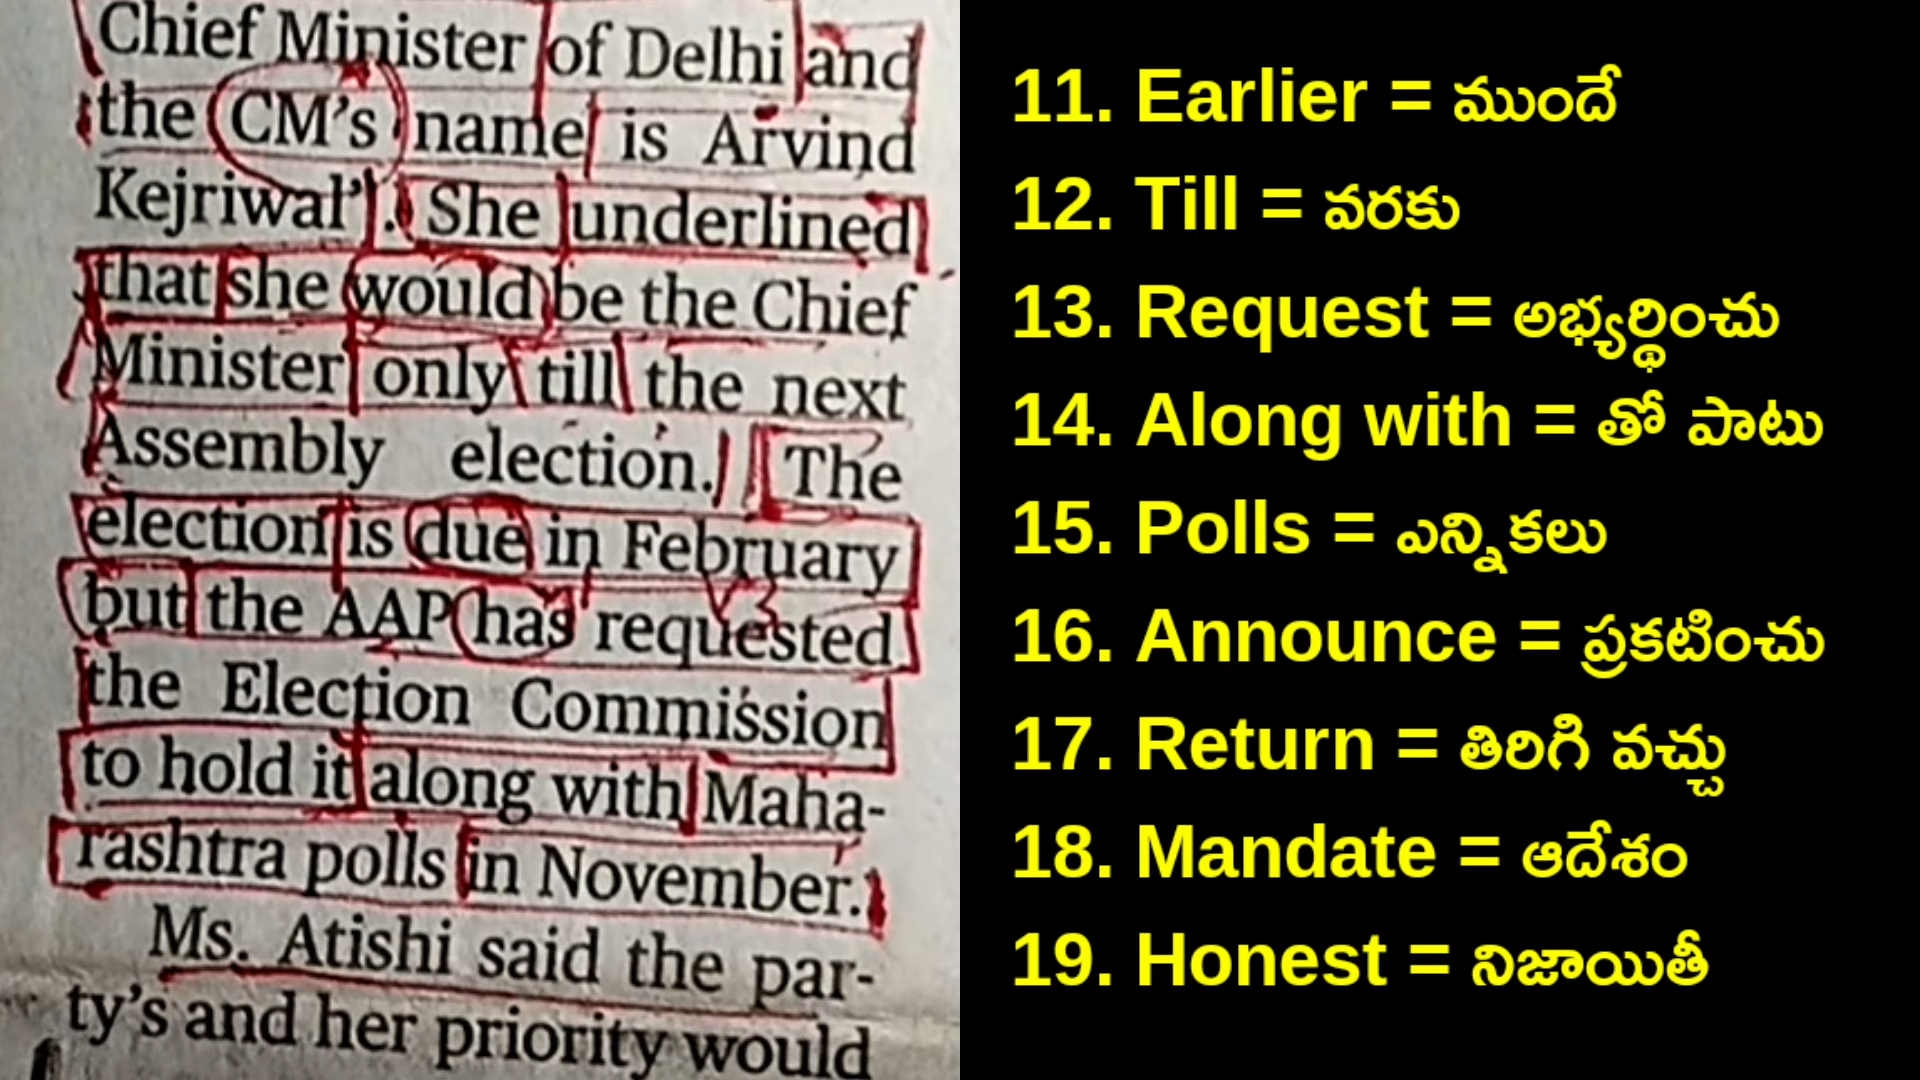 Chief Minister of Delhi and
the CM's name is Arvind
Kejriwal'. She underlined
that she would be the Chief
Minister only till the next
Assembly election. The
election is due in February
but the AAP has requested
the Election Commission
to hold it along with Maha-
rashtra polls in November.
Ms. Atishi said the par-
ty's and her priority would
11. Earlier = ముందే
12. Till = వరకు
13. Request = అభ్యర్థించు
14. Along with = తో పాటు
15. Polls = ఎన్నికలు
16. Announce = ప్రకటించు
17. Return = తిరిగి వచ్చు
18. Mandate = ఆదేశం
19. Honest = నిజాయితీ